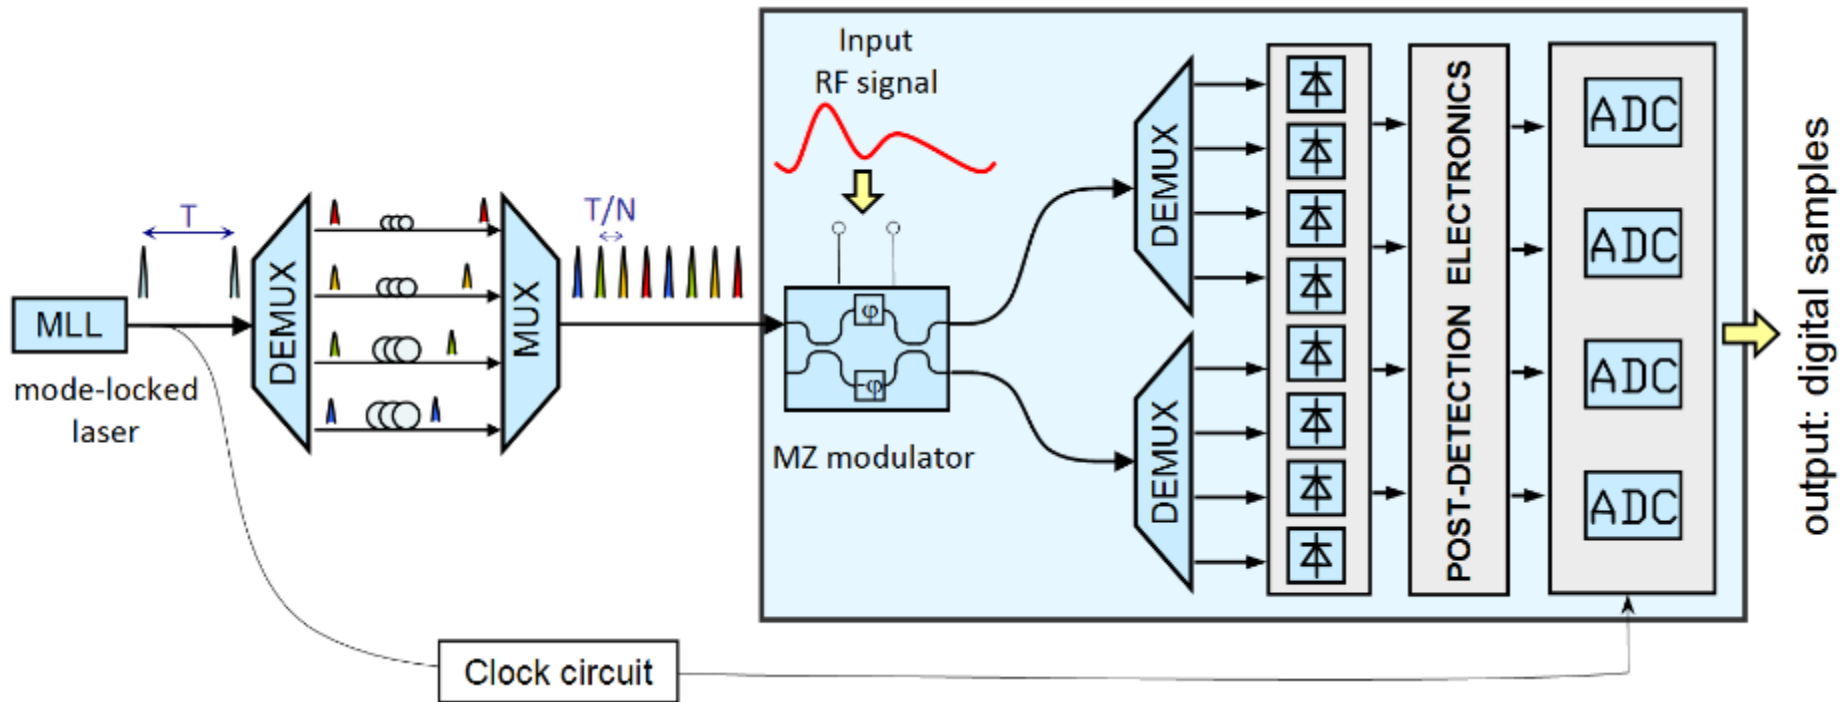 MLL
mode-locked
laser
T
DEMUX
MUX
T/N
Input
RF signal
φ
-φ
MZ modulator
DEMUX
DEMUX
POST-DETECTION ELECTRONICS
ADC
ADC
ADC
ADC
output: digital samples
Clock circuit